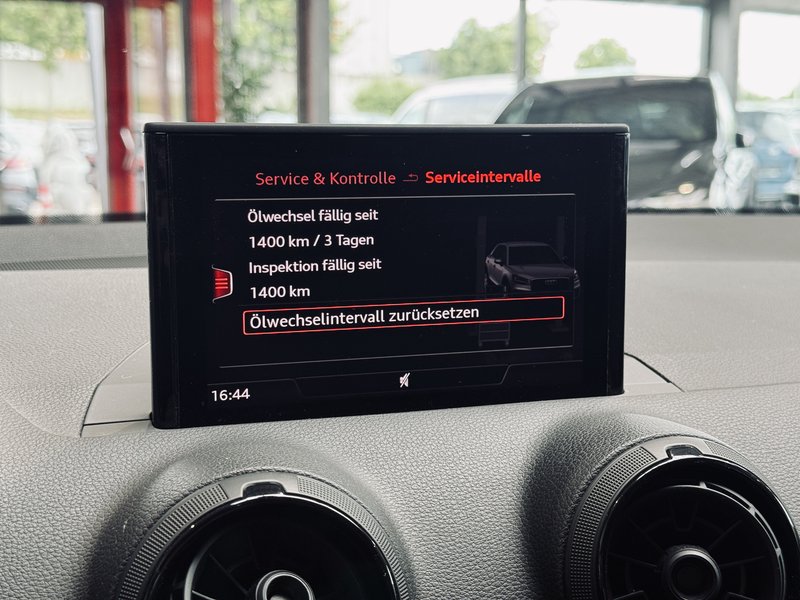 Service & Kontrolle Serviceintervalle
Ölwechsel fällig seit
1400 km / 3 Tagen
Inspektion fällig seit
1400 km
Ölwechselintervall zurücksetzen
16:44